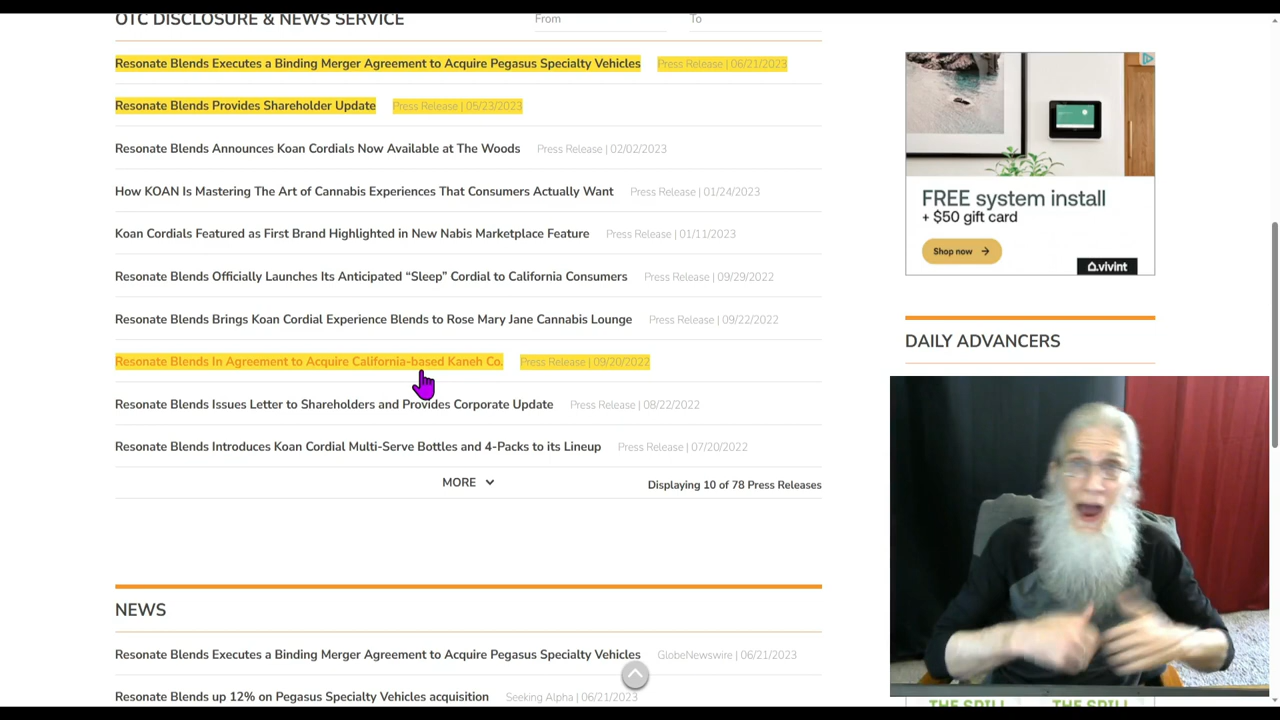 OTC DISCLOSURE & NEWS SERVICE
From
To
Resonate Blends Executes a Binding Merger Agreement to Acquire Pegasus Specialty Vehicles Press Release | 06/21/2023
Resonate Blends Provides Shareholder Update Press Release | 05/23/2023
Resonate Blends Announces Koan Cordials Now Available at The Woods Press Release | 02/02/2023
How KOAN Is Mastering The Art of Cannabis Experiences That Consumers Actually Want Press Release | 01/24/2023
Koan Cordials Featured as First Brand Highlighted in New Nabis Marketplace Feature Press Release | 01/11/2023
Resonate Blends Officially Launches Its Anticipated “Sleep” Cordial to California Consumers Press Release | 09/29/2022
Resonate Blends Brings Koan Cordial Experience Blends to Rose Mary Jane Cannabis Lounge Press Release | 09/22/2022
Resonate Blends In Agreement to Acquire California-based Kaneh Co. Press Release | 09/20/2022
Resonate Blends Issues Letter to Shareholders and Provides Corporate Update Press Release | 08/22/2022
Resonate Blends Introduces Koan Cordial Multi-Serve Bottles and 4-Packs to its Lineup Press Release | 07/20/2022
MORE
Displaying 10 of 78 Press Releases
NEWS
Resonate Blends Executes a Binding Merger Agreement to Acquire Pegasus Specialty Vehicles GlobeNewswire | 06/21/2023
Resonate Blends up 12% on Pegasus Specialty Vehicles acquisition Seeking Alpha | 06/21/2023
FREE system install
+ $50 gift card
Shop now
vivint
DAILY ADVANCERS
THE SPILL THE SPILL